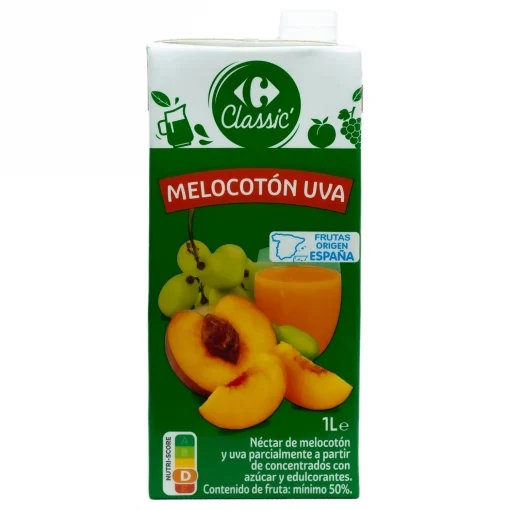 Classic'
MELOCOTÓN UVA
FRUTAS
ORIGEN
ESPAÑA
1L℮
Néctar de melocotón
y uva parcialmente a partir
de concentrados con
azúcar y edulcorantes.
Contenido de fruta: mínimo 50%.
NUTRI-SCORE
D